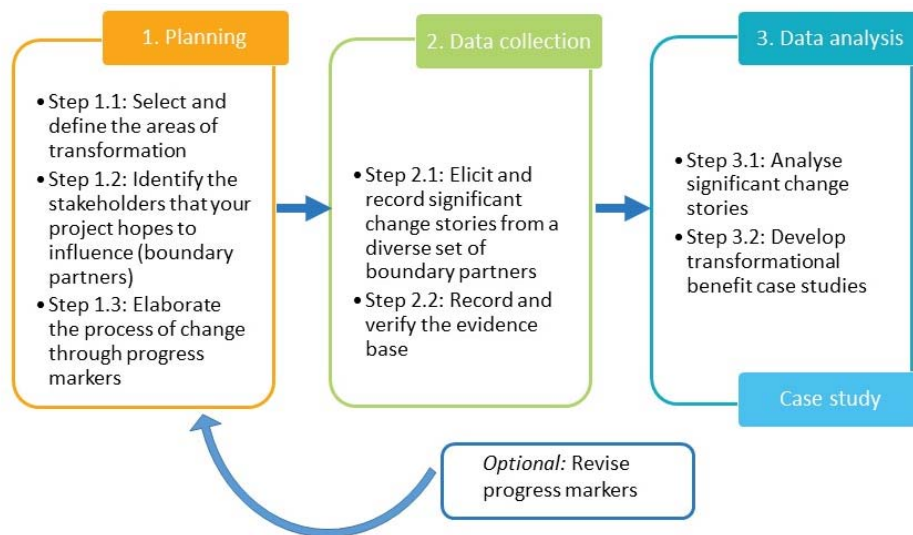 1. Planning
• Step 1.1: Select and
define the areas of
transformation
• Step 1.2: Identify the
stakeholders that your
project hopes to
influence (boundary
partners)
• Step 1.3: Elaborate
the process of change
through progress
markers
2. Data collection
• Step 2.1: Elicit and
record significant
change stories from a
diverse set of
boundary partners
• Step 2.2: Record and
verify the evidence
base
3. Data analysis
• Step 3.1: Analyse
significant change
stories
• Step 3.2: Develop
transformational
benefit case studies
Case study
Optional: Revise
progress markers